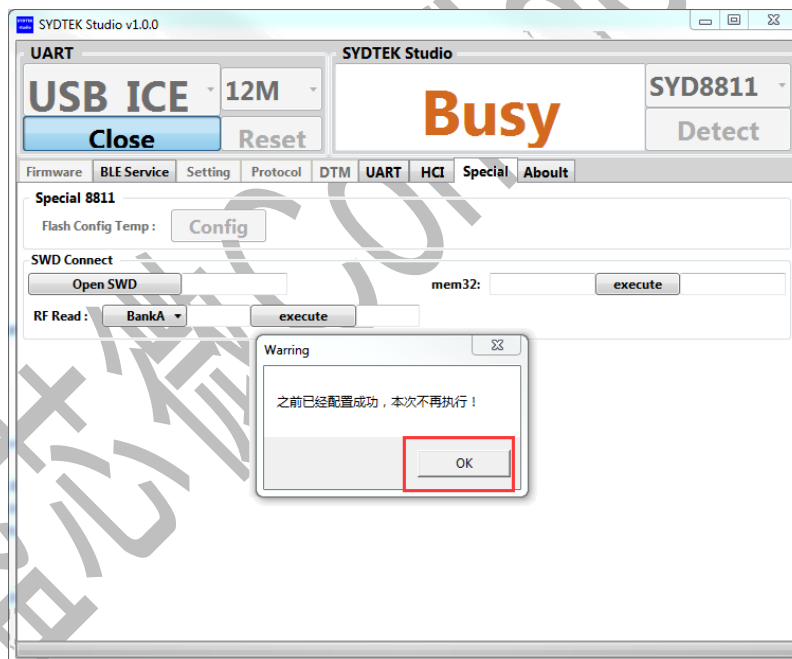 SYDTEK Studio v1.0.0
UART
SYDTEK Studio
USB ICE 12M
Busy
SYD8811
Close Reset
Detect
Firmware BLE Service Setting Protocol DTM UART HCI Special Aboult
Special 8811
Flash Config Temp : Config
SWD Connect
Open SWD mem32: execute
RF Read : BankA execute
Warring
之前已经配置成功，本次不再执行！
OK